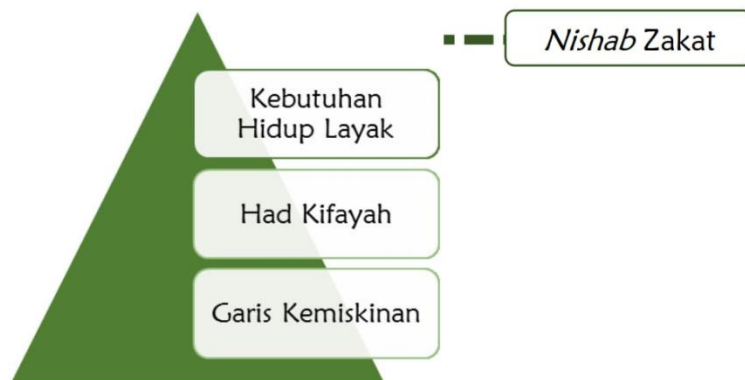 Nishab Zakat
Kebutuhan
Hidup Layak
Had Kifayah
Garis Kemiskinan